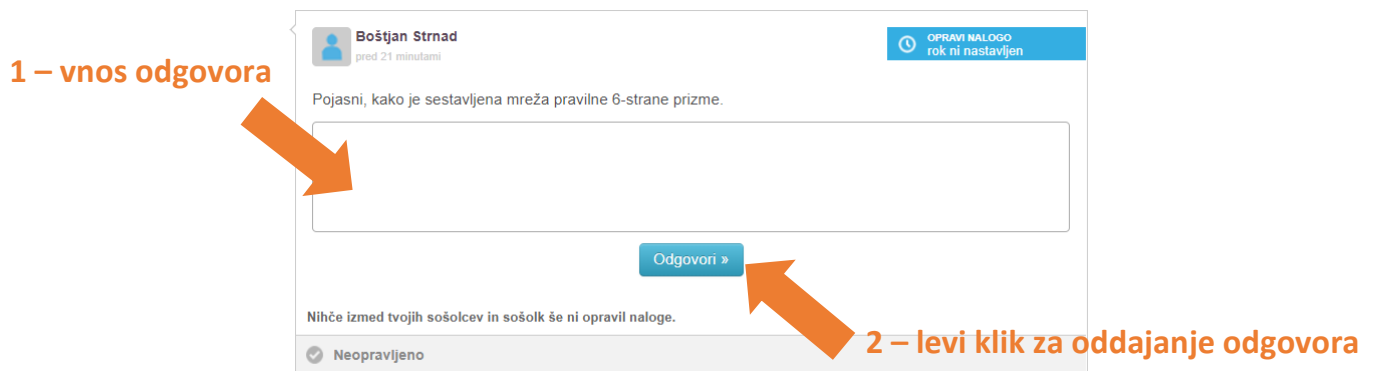 Boštjan Strnad
pred 21 minutami
OPRAVI NALOGO
rok ni nastavljen
1 – vnos odgovora
Pojasni, kako je sestavljena mreža pravilne 6-strane prizme.
Odgovori »
Nihče izmed tvojih sošolcev in sošolk še ni opravil naloge.
2 – levi klik za oddajanje odgovora
Neopravljeno